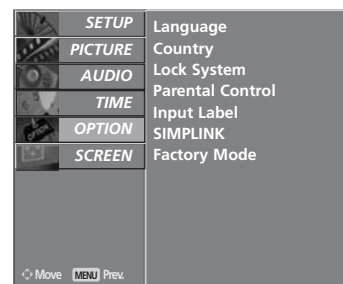 SETUP
PICTURE
AUDIO
TIME
OPTION
SCREEN
Language
Country
Lock System
Parental Control
Input Label
SIMPLINK
Factory Mode
Move MENU Prev.